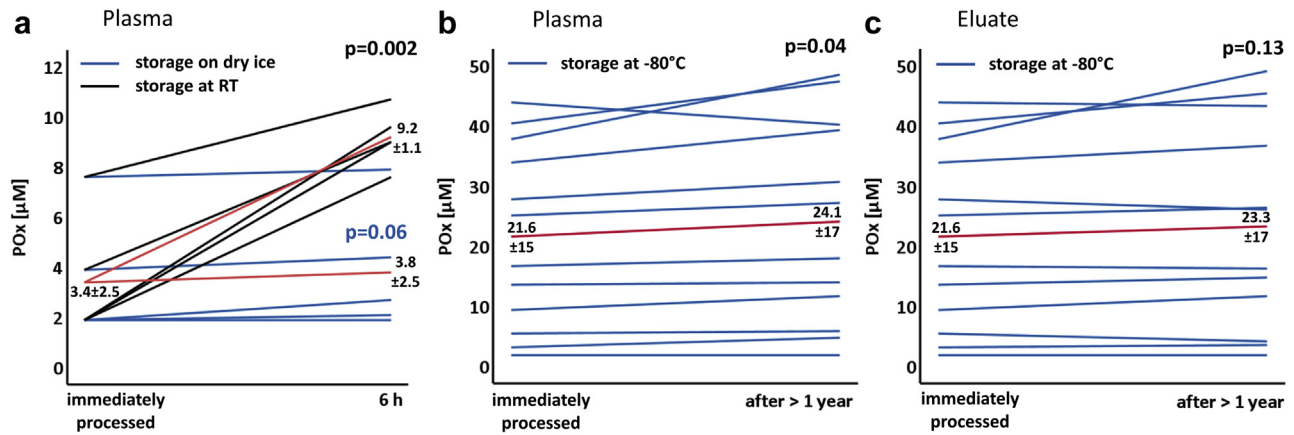 a
Plasma
p=0.002
storage on dry ice
storage at RT
POx [µM]
12
10
8
6
4
2
0
9.2
±1.1
p=0.06
3.8
±2.5
3.4±2.5
immediately
processed
6 h
b
Plasma
p=0.04
storage at -80°C
POx [µM]
50
40
30
20
10
0
21.6
±15
24.1
±17
immediately
processed
after > 1 year
c
Eluate
p=0.13
storage at -80°C
POx [µM]
50
40
30
20
10
0
21.6
±15
23.3
±17
immediately
processed
after > 1 year